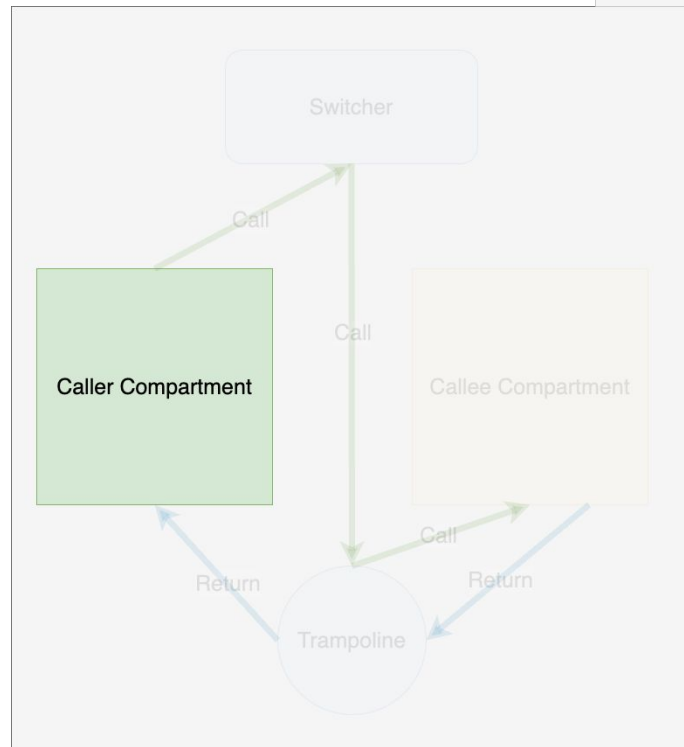 Switcher
Call
Call
Caller Compartment
Callee Compartment
Call
Return
Return
Trampoline